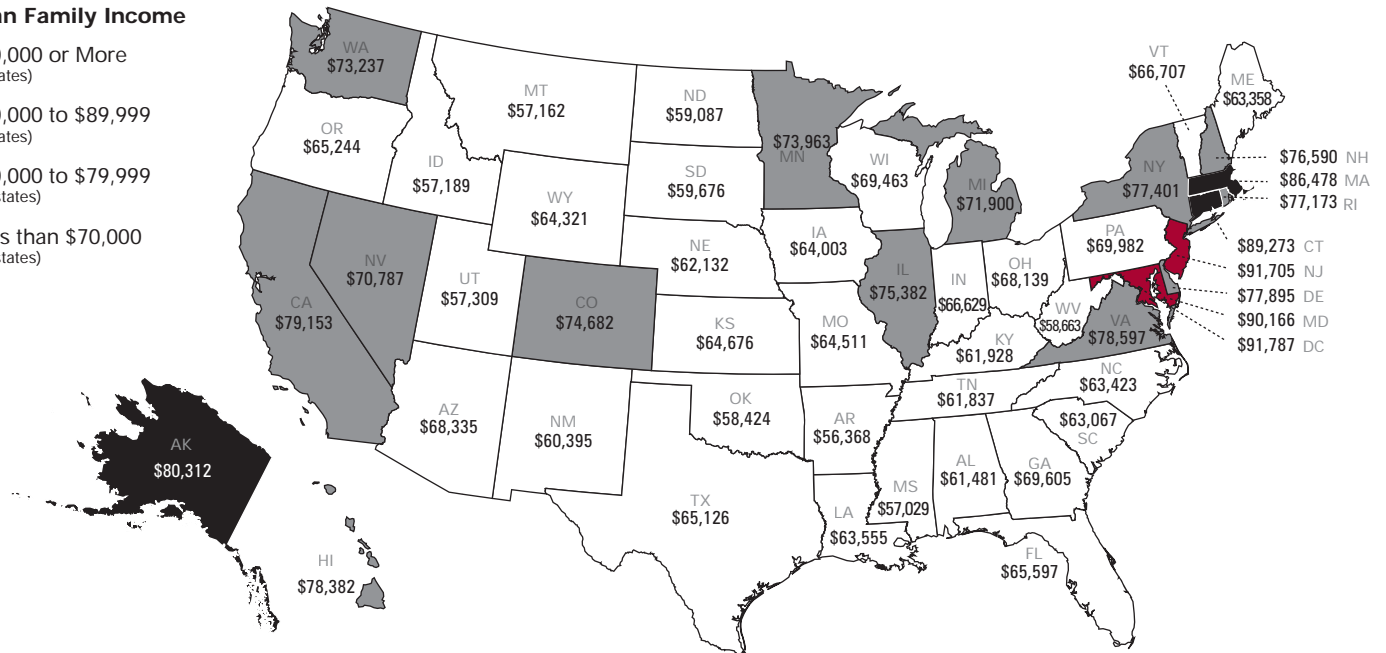 Family Income
,000 or More
,000 to $89,999
,000 to $79,999
than $70,000
WA
$73,237
OR
$65,244
MT
$57,162
ID
$57,189
WY
$64,321
ND
$59,087
SD
$59,676
NE
$62,132
KS
$64,676
MN
$73,963
WI
$69,463
MI
$71,900
IA
$64,003
IL
$75,382
IN
$66,629
OH
$68,139
PA
$69,982
NY
$77,401
VT
$66,707
ME
$63,358
$76,590 NH
$86,478 MA
$77,173 RI
$89,273 CT
$91,705 NJ
$77,895 DE
$90,166 MD
$91,787 DC
NV
$70,787
UT
$57,309
CO
$74,682
CA
$79,153
AZ
$68,335
NM
$60,395
OK
$58,424
TX
$65,126
MO
$64,511
AR
$56,368
LA
$63,555
MS
$57,029
AL
$61,481
GA
$69,605
FL
$65,597
SC
$63,067
NC
$63,423
TN
$61,837
KY
$61,928
WV
$58,663
VA
$78,597
AK
$80,312
HI
$78,382